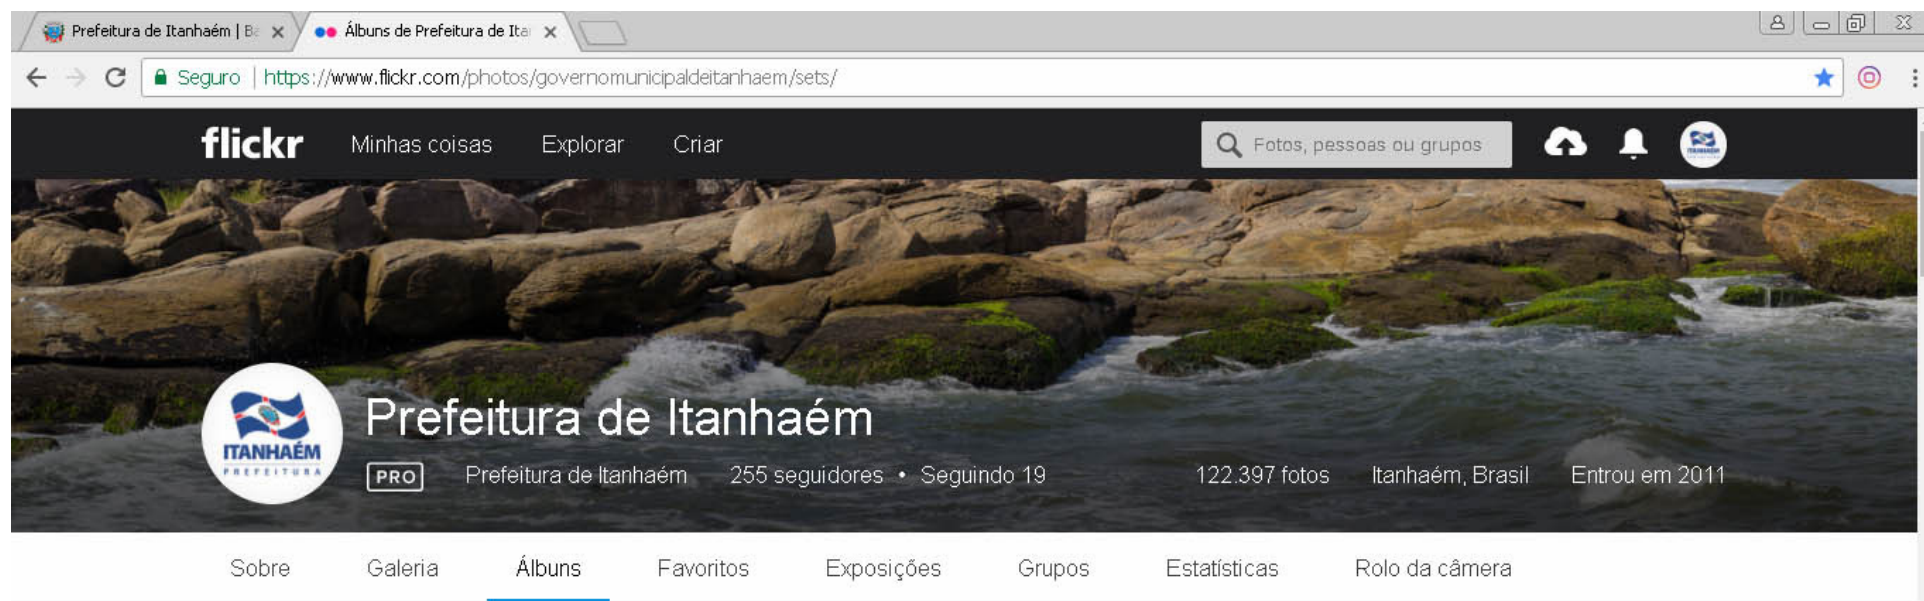 Prefeitura de Itanhaém | Ba
Álbuns de Prefeitura de Ita
Seguro | https://www.flickr.com/photos/governomunicipaldeitanhaem/sets/
flickr Minhas coisas Explorar Criar Fotos, pessoas ou grupos
Prefeitura de Itanhaém
ITANHAÉM
PREFEITURA
PRO Prefeitura de Itanhaém 255 seguidores • Seguindo 19 122.397 fotos Itanhaém, Brasil Entrou em 2011
Sobre Galeria Álbuns Favoritos Exposições Grupos Estatísticas Rolo da câmera